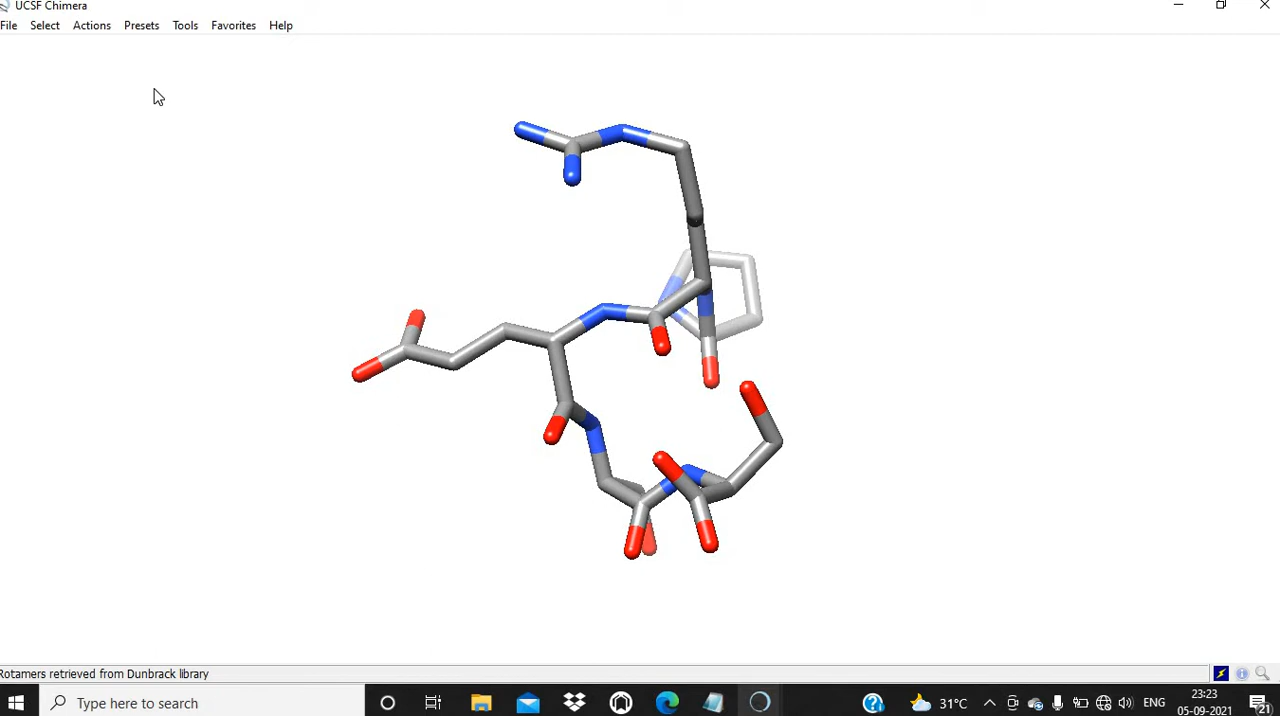 UCSF Chimera
File Select Actions Presets Tools Favorites Help
Rotamers retrieved from Dunbrack library
Type here to search
31°C
ENG
23:23
05-09-2021
21